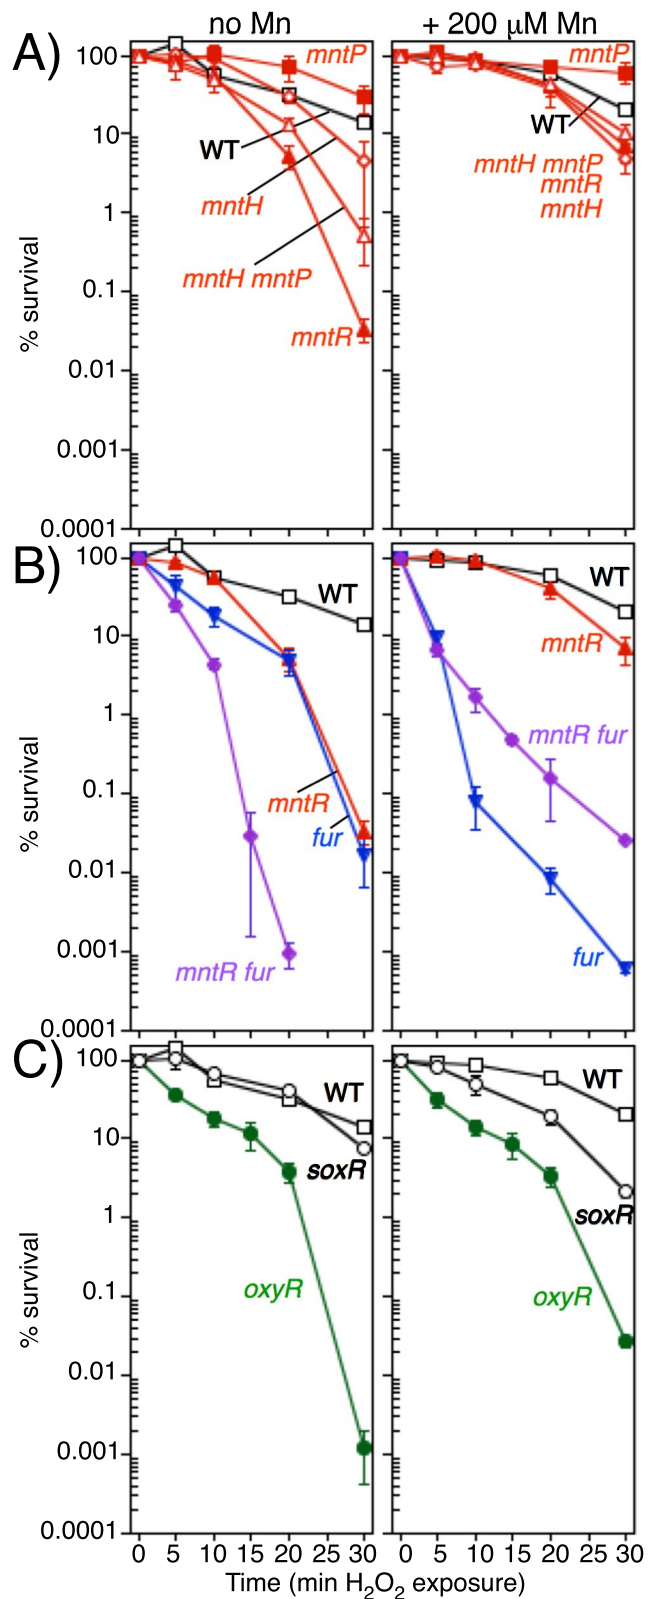 no Mn
+ 200 µM Mn
A)
100
10
1
0.1
0.01
0.001
0.0001
% survival
mntP
WT
mntH
mntH mntP
mntR
mntP
WT
mntH mntP
mntR
mntH
B)
100
10
1
0.1
0.01
0.001
0.0001
% survival
WT
mntR
fur
mntR fur
WT
mntR
mntR fur
fur
C)
100
10
1
0.1
0.01
0.001
0.0001
% survival
WT
soxR
oxyR
WT
soxR
oxyR
0 5 10 15 20 25 30
0 5 10 15 20 25 30
Time (min H₂O₂ exposure)